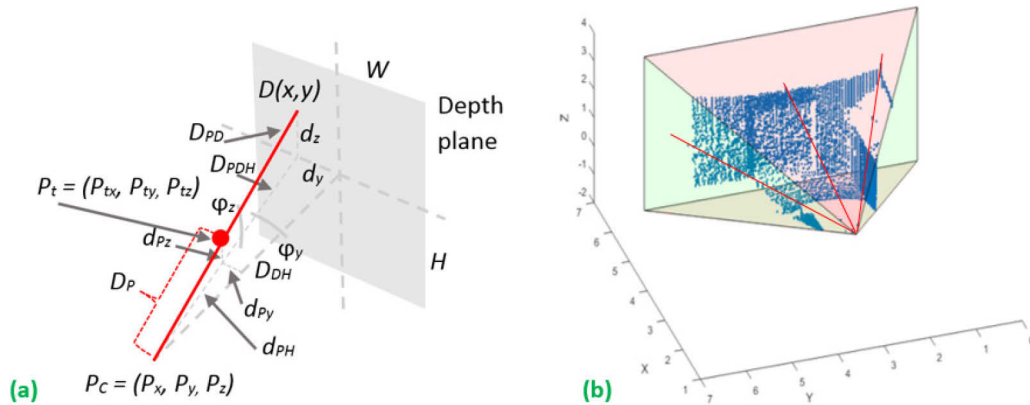 W
D(x,y)
Depth
plane
D_PD
d_z
D_PDH
d_y
P_t = (P_tx, P_ty, P_tz)
φ_z
d_Pz
φ_y
H
D_DH
D_P
d_Py
d_PH
P_C = (P_x, P_y, P_z)
(a)
4
3
2
1
0
-1
-2
Z
7
6
5
4
3
2
1
X
7
6
5
4
3
2
1
Y
(b)